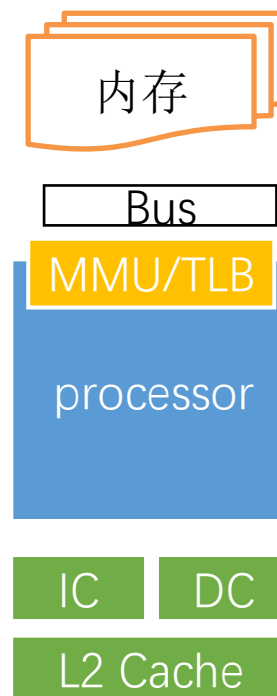 内存
Bus
MMU/TLB
processor
IC DC
L2 Cache